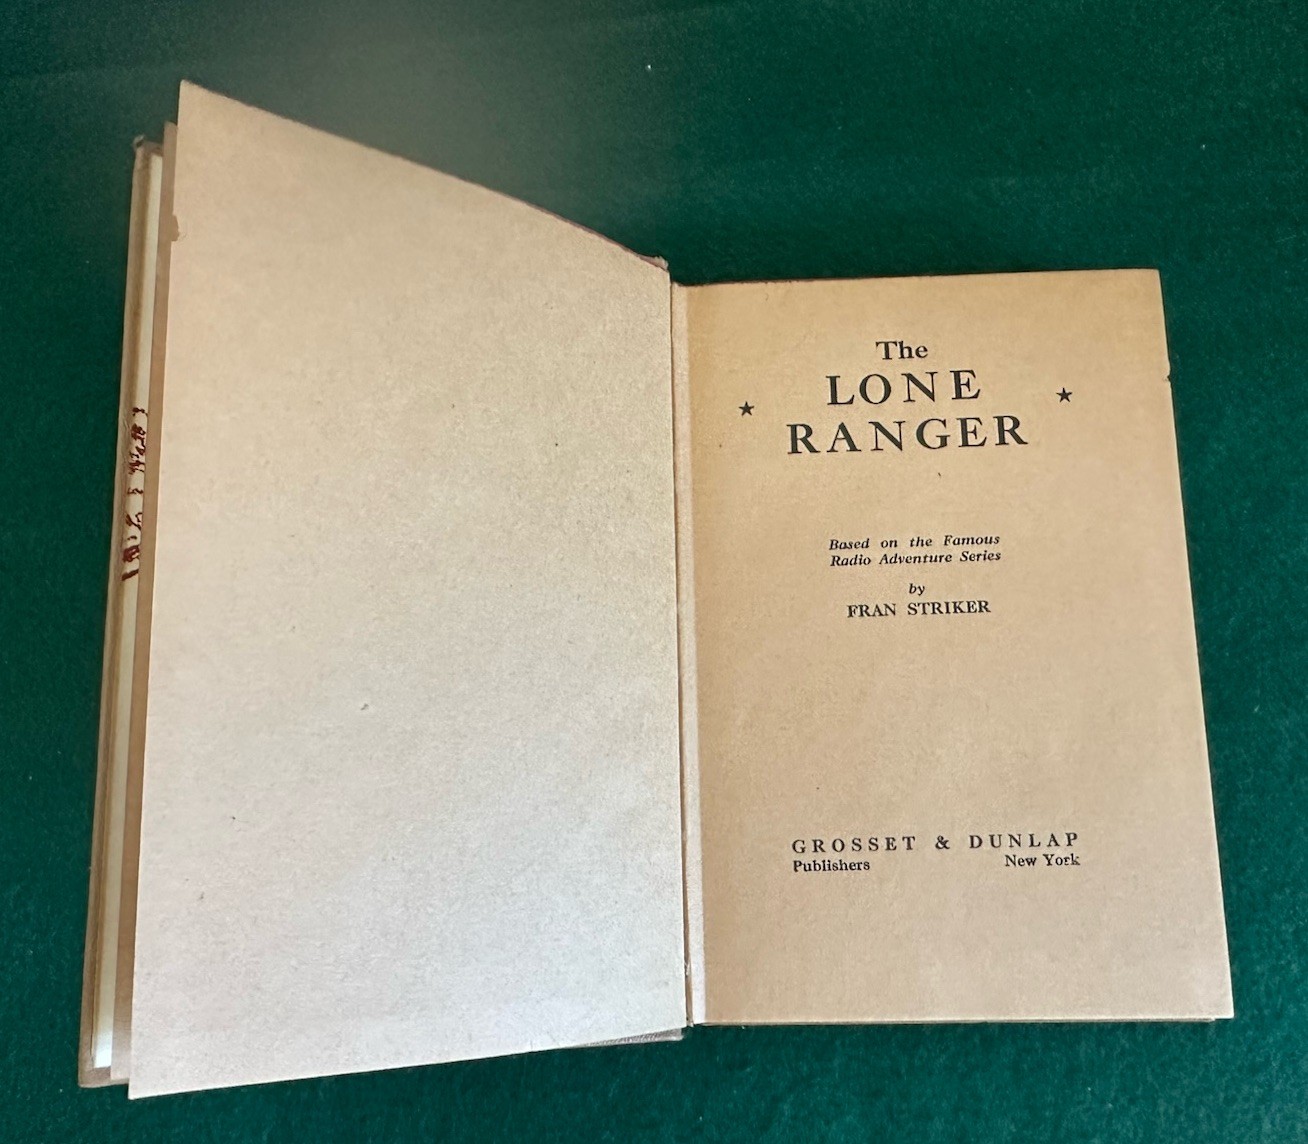 The
LONE
RANGER
Based on the Famous
Radio Adventure Series
by
FRAN STRIKER
GROSSET & DUNLAP
Publishers New York